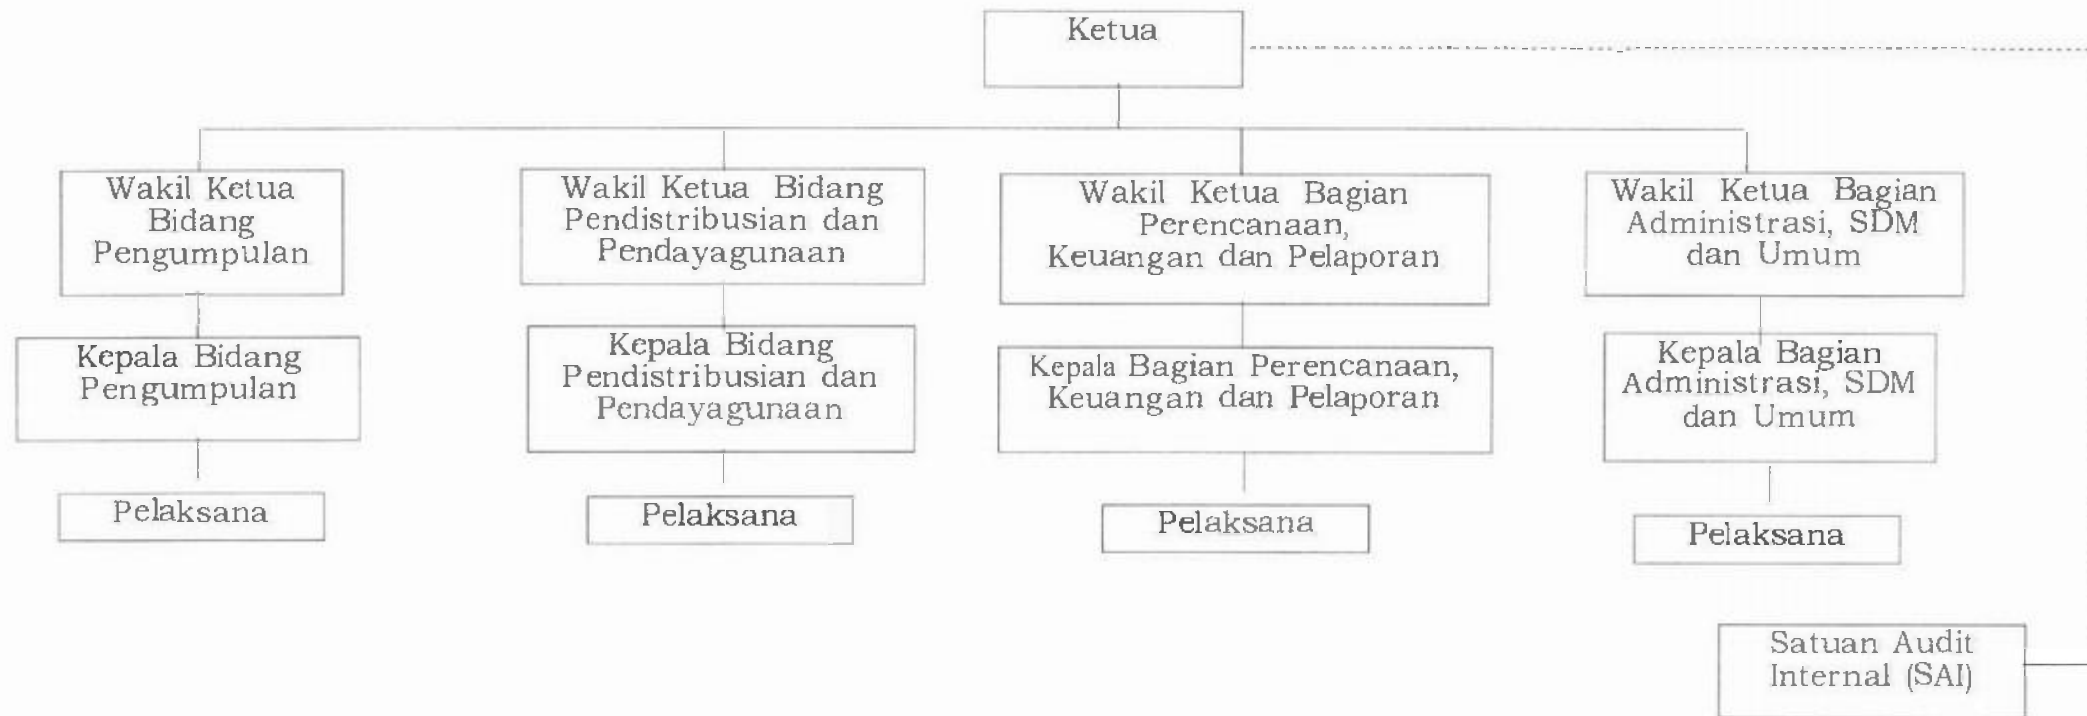 Ketua
Wakil Ketua
Bidang
Pengumpulan
Wakil Ketua Bidang
Pendistribusian dan
Pendayagunaan
Wakil Ketua Bagian
Perencanaan,
Keuangan dan Pelaporan
Wakil Ketua Bagian
Administrasi, SDM
dan Umum
Kepala Bidang
Pengumpulan
Kepala Bidang
Pendistribusian dan
Pendayagunaan
Kepala Bagian Perencanaan,
Keuangan dan Pelaporan
Kepala Bagian
Administrasi, SDM
dan Umum
Pelaksana
Pelaksana
Pelaksana
Pelaksana
Satuan Audit
Internal (SAI)